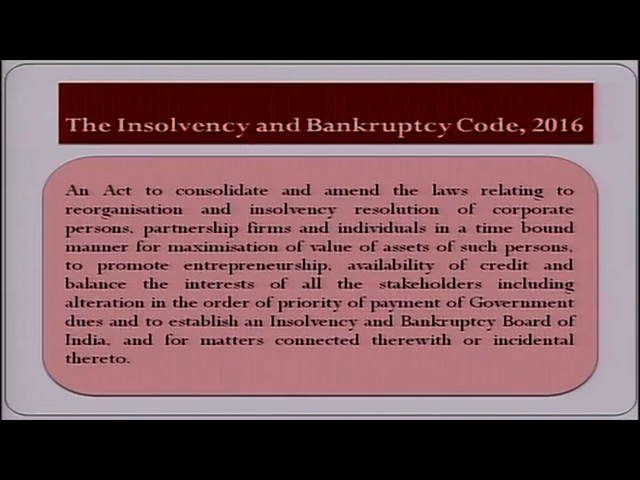 The Insolvency and Bankruptcy Code, 2016
An Act to consolidate and amend the laws relating to
reorganisation and insolvency resolution of corporate
persons, partnership firms and individuals in a time bound
manner for maximisation of value of assets of such persons,
to promote entrepreneurship, availability of credit and
balance the interests of all the stakeholders including
alteration in the order of priority of payment of Government
dues and to establish an Insolvency and Bankruptcy Board of
India, and for matters connected therewith or incidental
thereto.